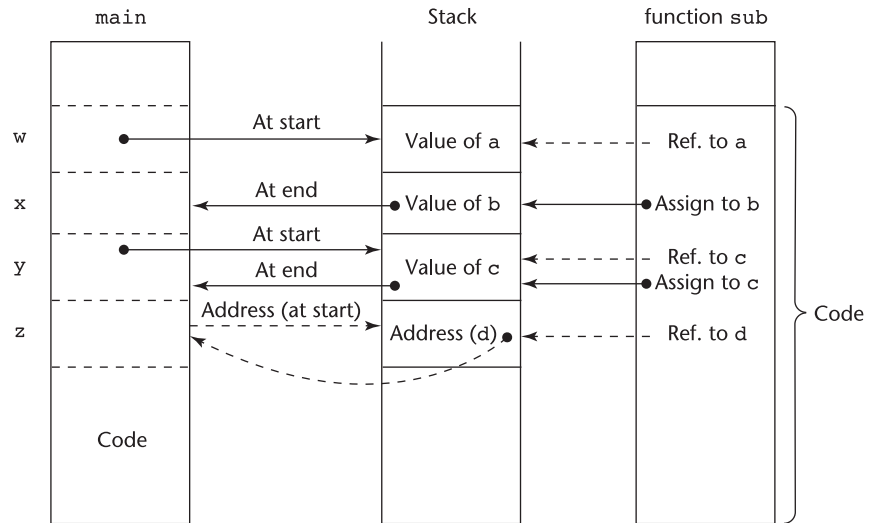 main Stack function sub
w At start Value of a Ref. to a
x At end Value of b Assign to b
At start
y Value of c Ref. to c
At end Assign to c
Address (at start)
z Address (d) Ref. to d
Code
Code